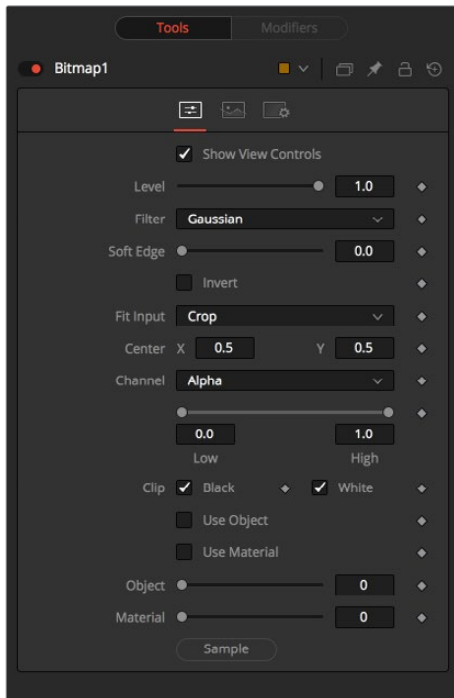 Tools Modifiers
Bitmap1
Show View Controls
Level 1.0
Filter Gaussian
Soft Edge 0.0
Invert
Fit Input Crop
Center X 0.5 Y 0.5
Channel Alpha
0.0 1.0
Low High
Clip Black White
Use Object
Use Material
Object 0
Material 0
Sample